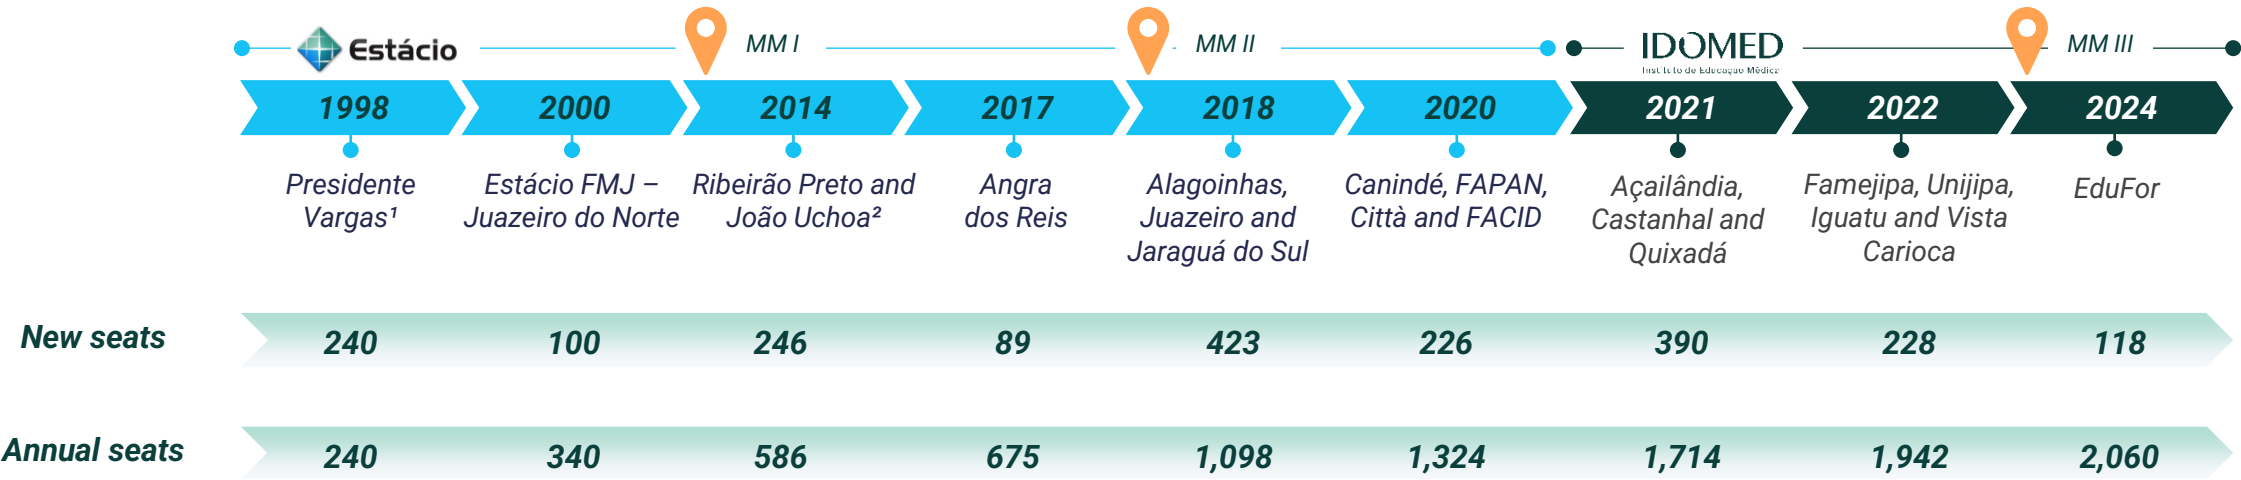 Estácio
MM I
MM II
IDOMED
Instituto de Educação Médica
MM III
1998
2000
2014
2017
2018
2020
2021
2022
2024
Presidente
Vargas¹
Estácio FMJ –
Juazeiro do Norte
Ribeirão Preto and
João Uchoa²
Angra
dos Reis
Alagoinhas,
Juazeiro and
Jaraguá do Sul
Canindé, FAPAN,
Città and FACID
Açailândia,
Castanhal and
Quixadá
Famejipa, Unijipa,
Iguatu and Vista
Carioca
EduFor
New seats 240 100 246 89 423 226 390 228 118
Annual seats 240 340 586 675 1,098 1,324 1,714 1,942 2,060